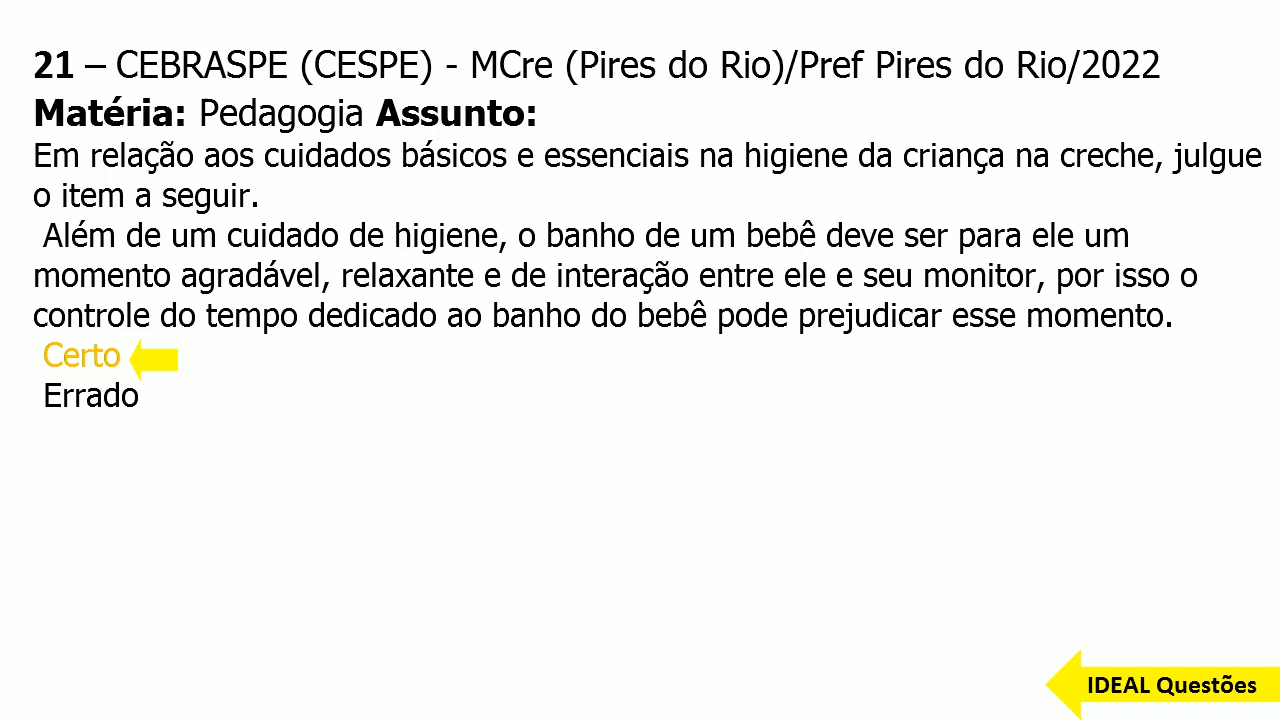 21 – CEBRASPE (CESPE) - MCre (Pires do Rio)/Pref Pires do Rio/2022
Matéria: Pedagogia Assunto:
Em relação aos cuidados básicos e essenciais na higiene da criança na creche, julgue
o item a seguir.
Além de um cuidado de higiene, o banho de um bebê deve ser para ele um
momento agradável, relaxante e de interação entre ele e seu monitor, por isso o
controle do tempo dedicado ao banho do bebê pode prejudicar esse momento.
Certo
Errado
IDEAL Questões